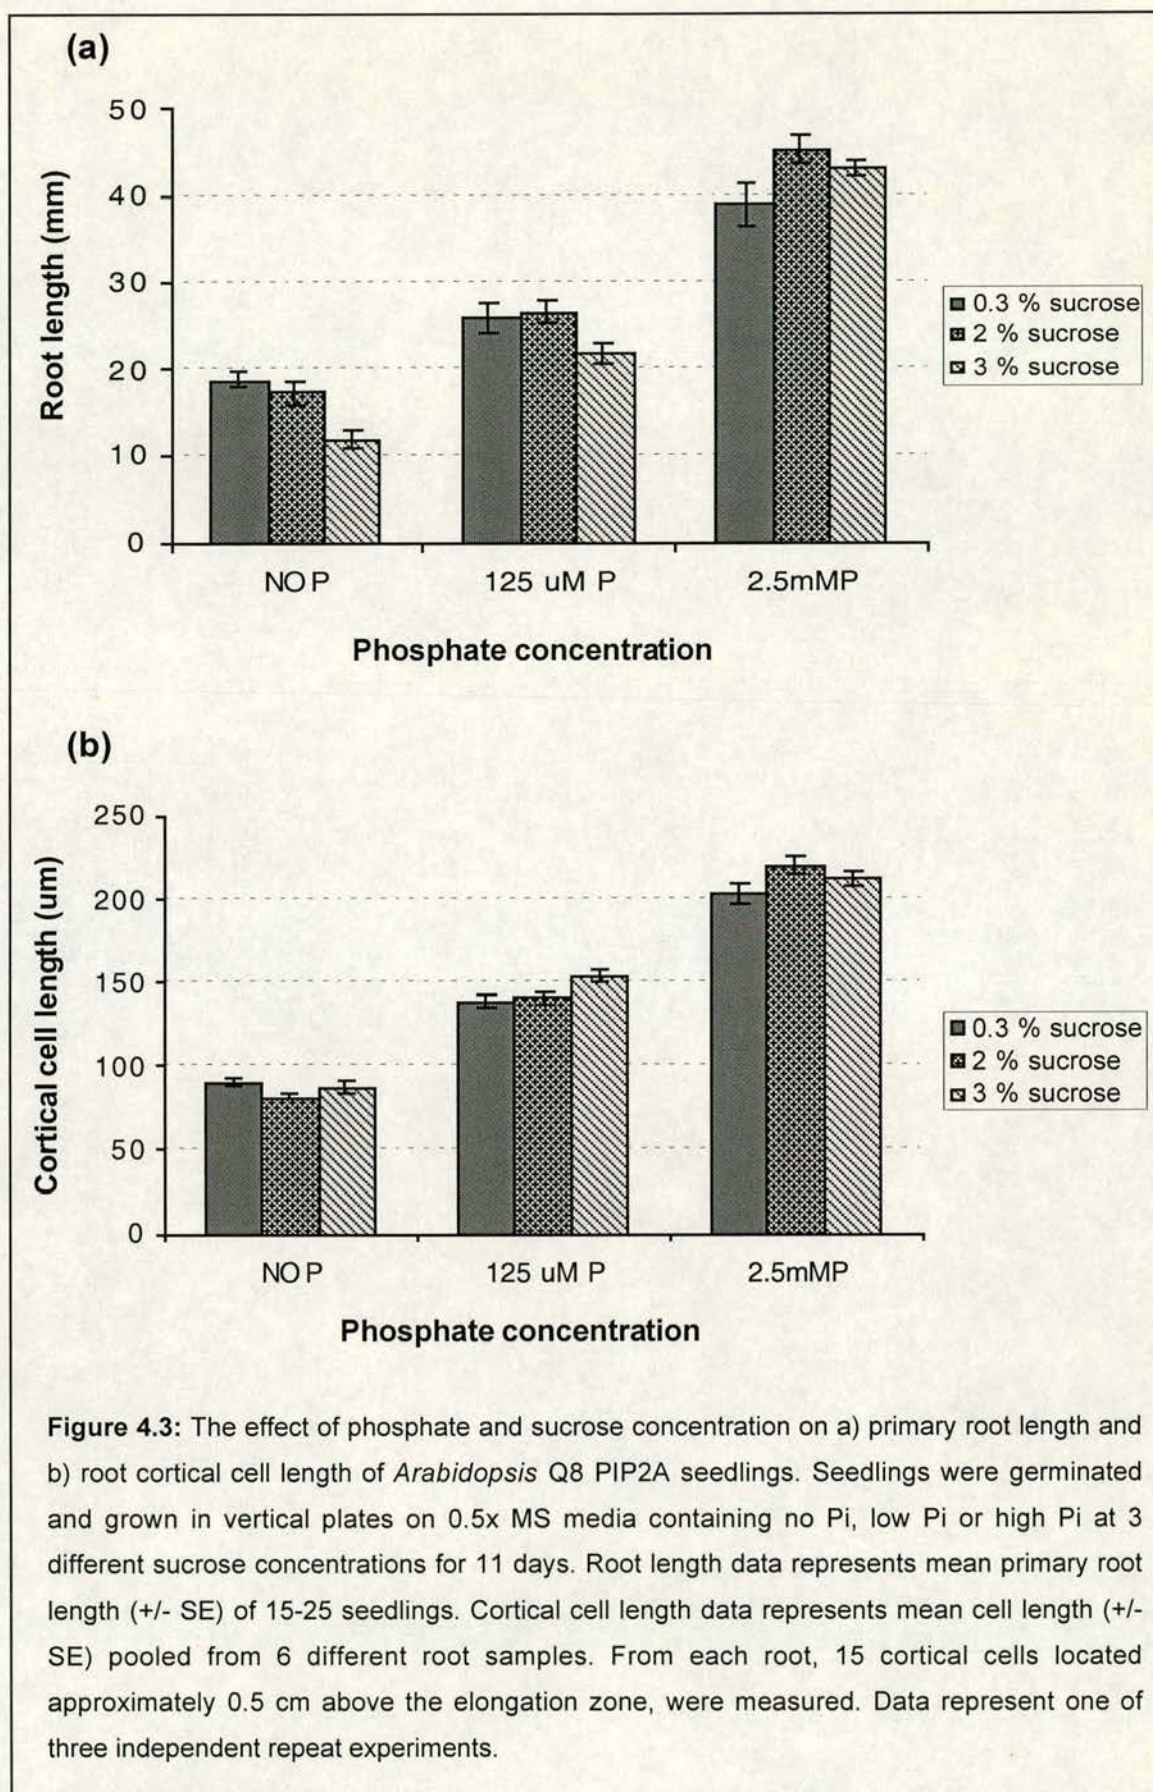 (a)
50
40
30
20
10
0
Root length (mm)
NO P
125 uM P
2.5mMP
Phosphate concentration
0.3 % sucrose
2 % sucrose
3 % sucrose
(b)
250
200
150
100
50
0
Cortical cell length (um)
NO P
125 uM P
2.5mMP
Phosphate concentration
0.3 % sucrose
2 % sucrose
3 % sucrose
Figure 4.3: The effect of phosphate and sucrose concentration on a) primary root length and
b) root cortical cell length of Arabidopsis Q8 PIP2A seedlings. Seedlings were germinated
and grown in vertical plates on 0.5x MS media containing no Pi, low Pi or high Pi at 3
different sucrose concentrations for 11 days. Root length data represents mean primary root
length (+/- SE) of 15-25 seedlings. Cortical cell length data represents mean cell length (+/-
SE) pooled from 6 different root samples. From each root, 15 cortical cells located
approximately 0.5 cm above the elongation zone, were measured. Data represent one of
three independent repeat experiments.